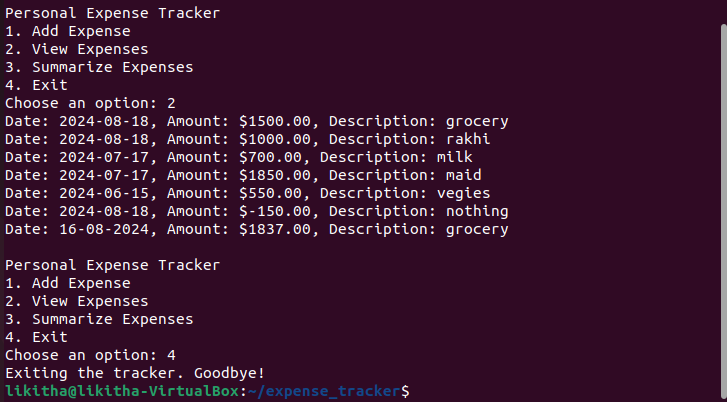 Personal Expense Tracker
1. Add Expense
2. View Expenses
3. Summarize Expenses
4. Exit
Choose an option: 2
Date: 2024-08-18, Amount: $1500.00, Description: grocery
Date: 2024-08-18, Amount: $1000.00, Description: rakhi
Date: 2024-07-17, Amount: $700.00, Description: milk
Date: 2024-07-17, Amount: $1850.00, Description: maid
Date: 2024-06-15, Amount: $550.00, Description: vegies
Date: 2024-08-18, Amount: $-150.00, Description: nothing
Date: 16-08-2024, Amount: $1837.00, Description: grocery

Personal Expense Tracker
1. Add Expense
2. View Expenses
3. Summarize Expenses
4. Exit
Choose an option: 4
Exiting the tracker. Goodbye!
likitha@likitha-VirtualBox:~/expense_tracker$